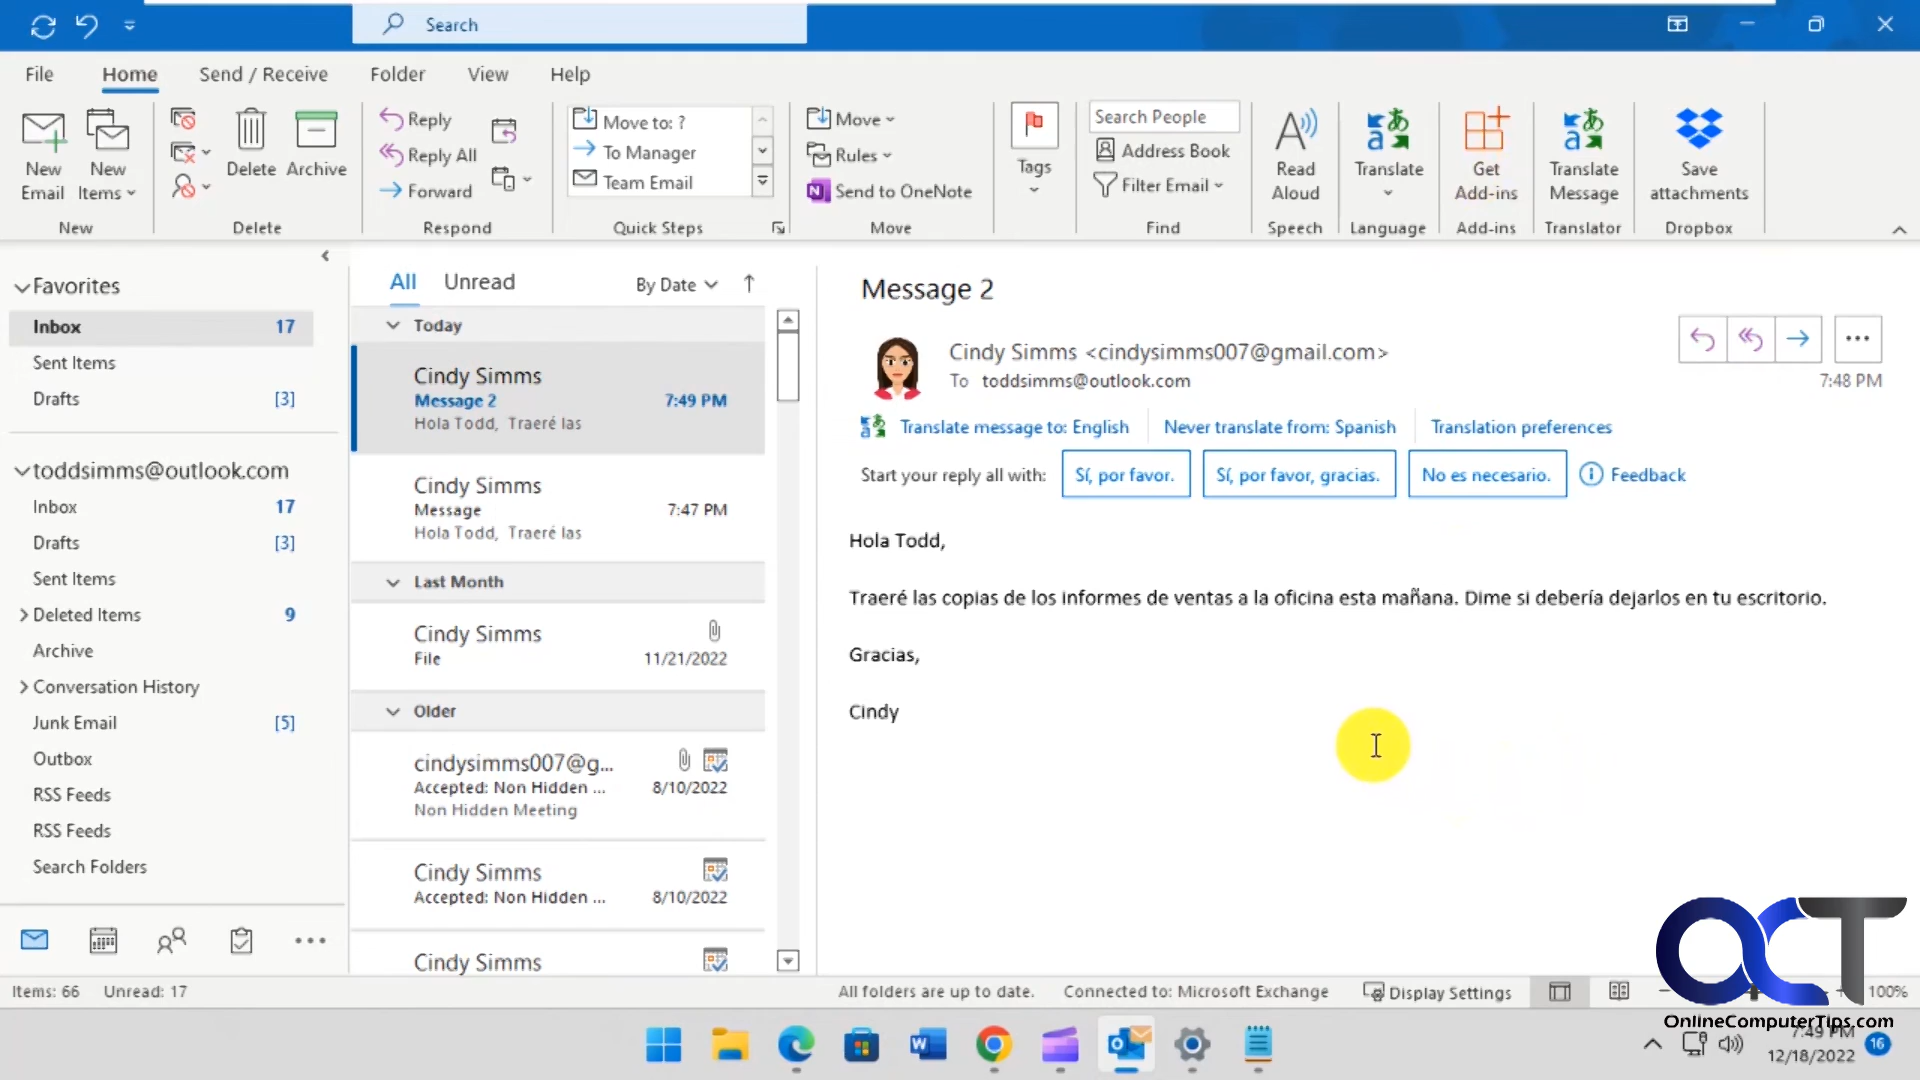 Search
File Home Send / Receive Folder View Help
New Email
New Items
New
Delete
Archive
Delete
Reply
Reply All
Forward
Respond
Move to: ?
To Manager
Team Email
Quick Steps
Move
Rules
Send to OneNote
Move
Tags
Search People
Address Book
Filter Email
Find
Read Aloud
Speech
Translate
Language
Get Add-ins
Add-ins
Translate Message
Translator
Save attachments
Dropbox
Favorites
Inbox 17
Sent Items
Drafts [3]
toddsimms@outlook.com
Inbox 17
Drafts [3]
Sent Items
Deleted Items 9
Archive
Conversation History
Junk Email [5]
Outbox
RSS Feeds
RSS Feeds
Search Folders
All Unread By Date
Today
Cindy Simms
Message 2 7:49 PM
Hola Todd, Traeré las
Cindy Simms
Message 7:47 PM
Hola Todd, Traeré las
Last Month
Cindy Simms
File 11/21/2022
Older
cindysimms007@g...
Accepted: Non Hidden ... 8/10/2022
Non Hidden Meeting
Cindy Simms
Accepted: Non Hidden ... 8/10/2022
Cindy Simms
Message 2
Cindy Simms <cindysimms007@gmail.com>
To toddsimms@outlook.com
7:48 PM
Translate message to: English Never translate from: Spanish Translation preferences
Start your reply all with: Sí, por favor. Sí, por favor, gracias. No es necesario. Feedback
Hola Todd,
Traeré las copias de los informes de ventas a la oficina esta mañana. Dime si debería dejarlos en tu escritorio.
Gracias,
Cindy
OCT
OnlineComputerTips.com
Items: 66 Unread: 17 All folders are up to date. Connected to: Microsoft Exchange Display Settings 100%
7:49 PM
12/18/2022 16